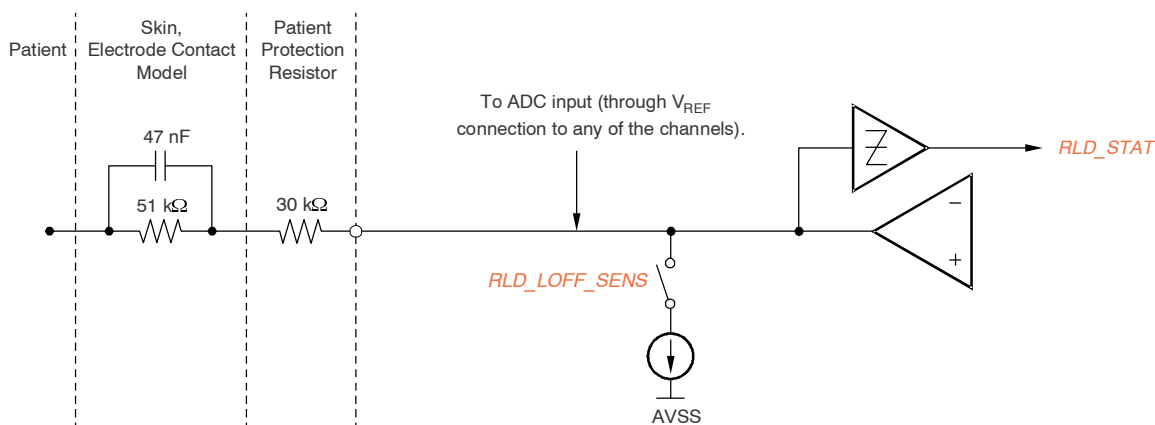 Patient
Skin,
Electrode Contact
Model
Patient
Protection
Resistor
47 nF
51 kΩ
30 kΩ
To ADC input (through VREF
connection to any of the channels).
RLD_STAT
RLD_LOFF_SENS
−
+
AVSS